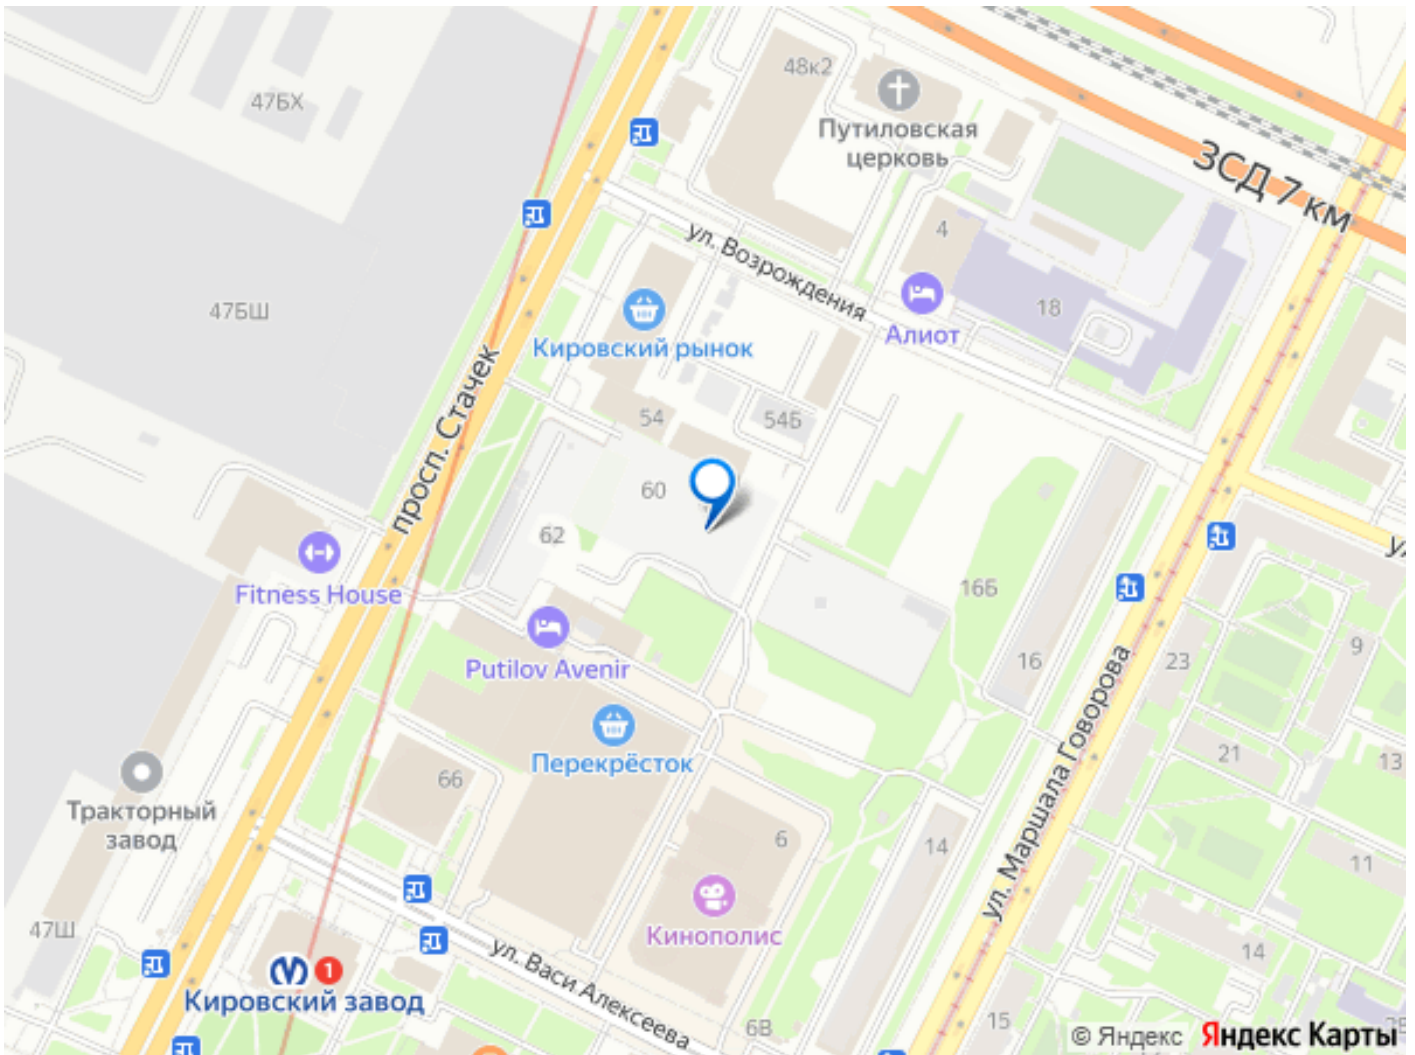 48к2
47БХ
Путиловская
церковь
ЗСД 7 км
4
ул. Возрождения
47БШ
18
Алиот
Кировский рынок
просп. Стачек
54
54Б
60
62
Fitness House
16Б
Putilov Avenir
16
23
9
ул. Маршала Говорова
21
13
Перекрёсток
66
Тракторный
завод
6
14
11
47Ш
Кинополис
14
1
Кировский завод
ул. Васи Алексеева
6В
15
© Яндекс Яндекс Карты